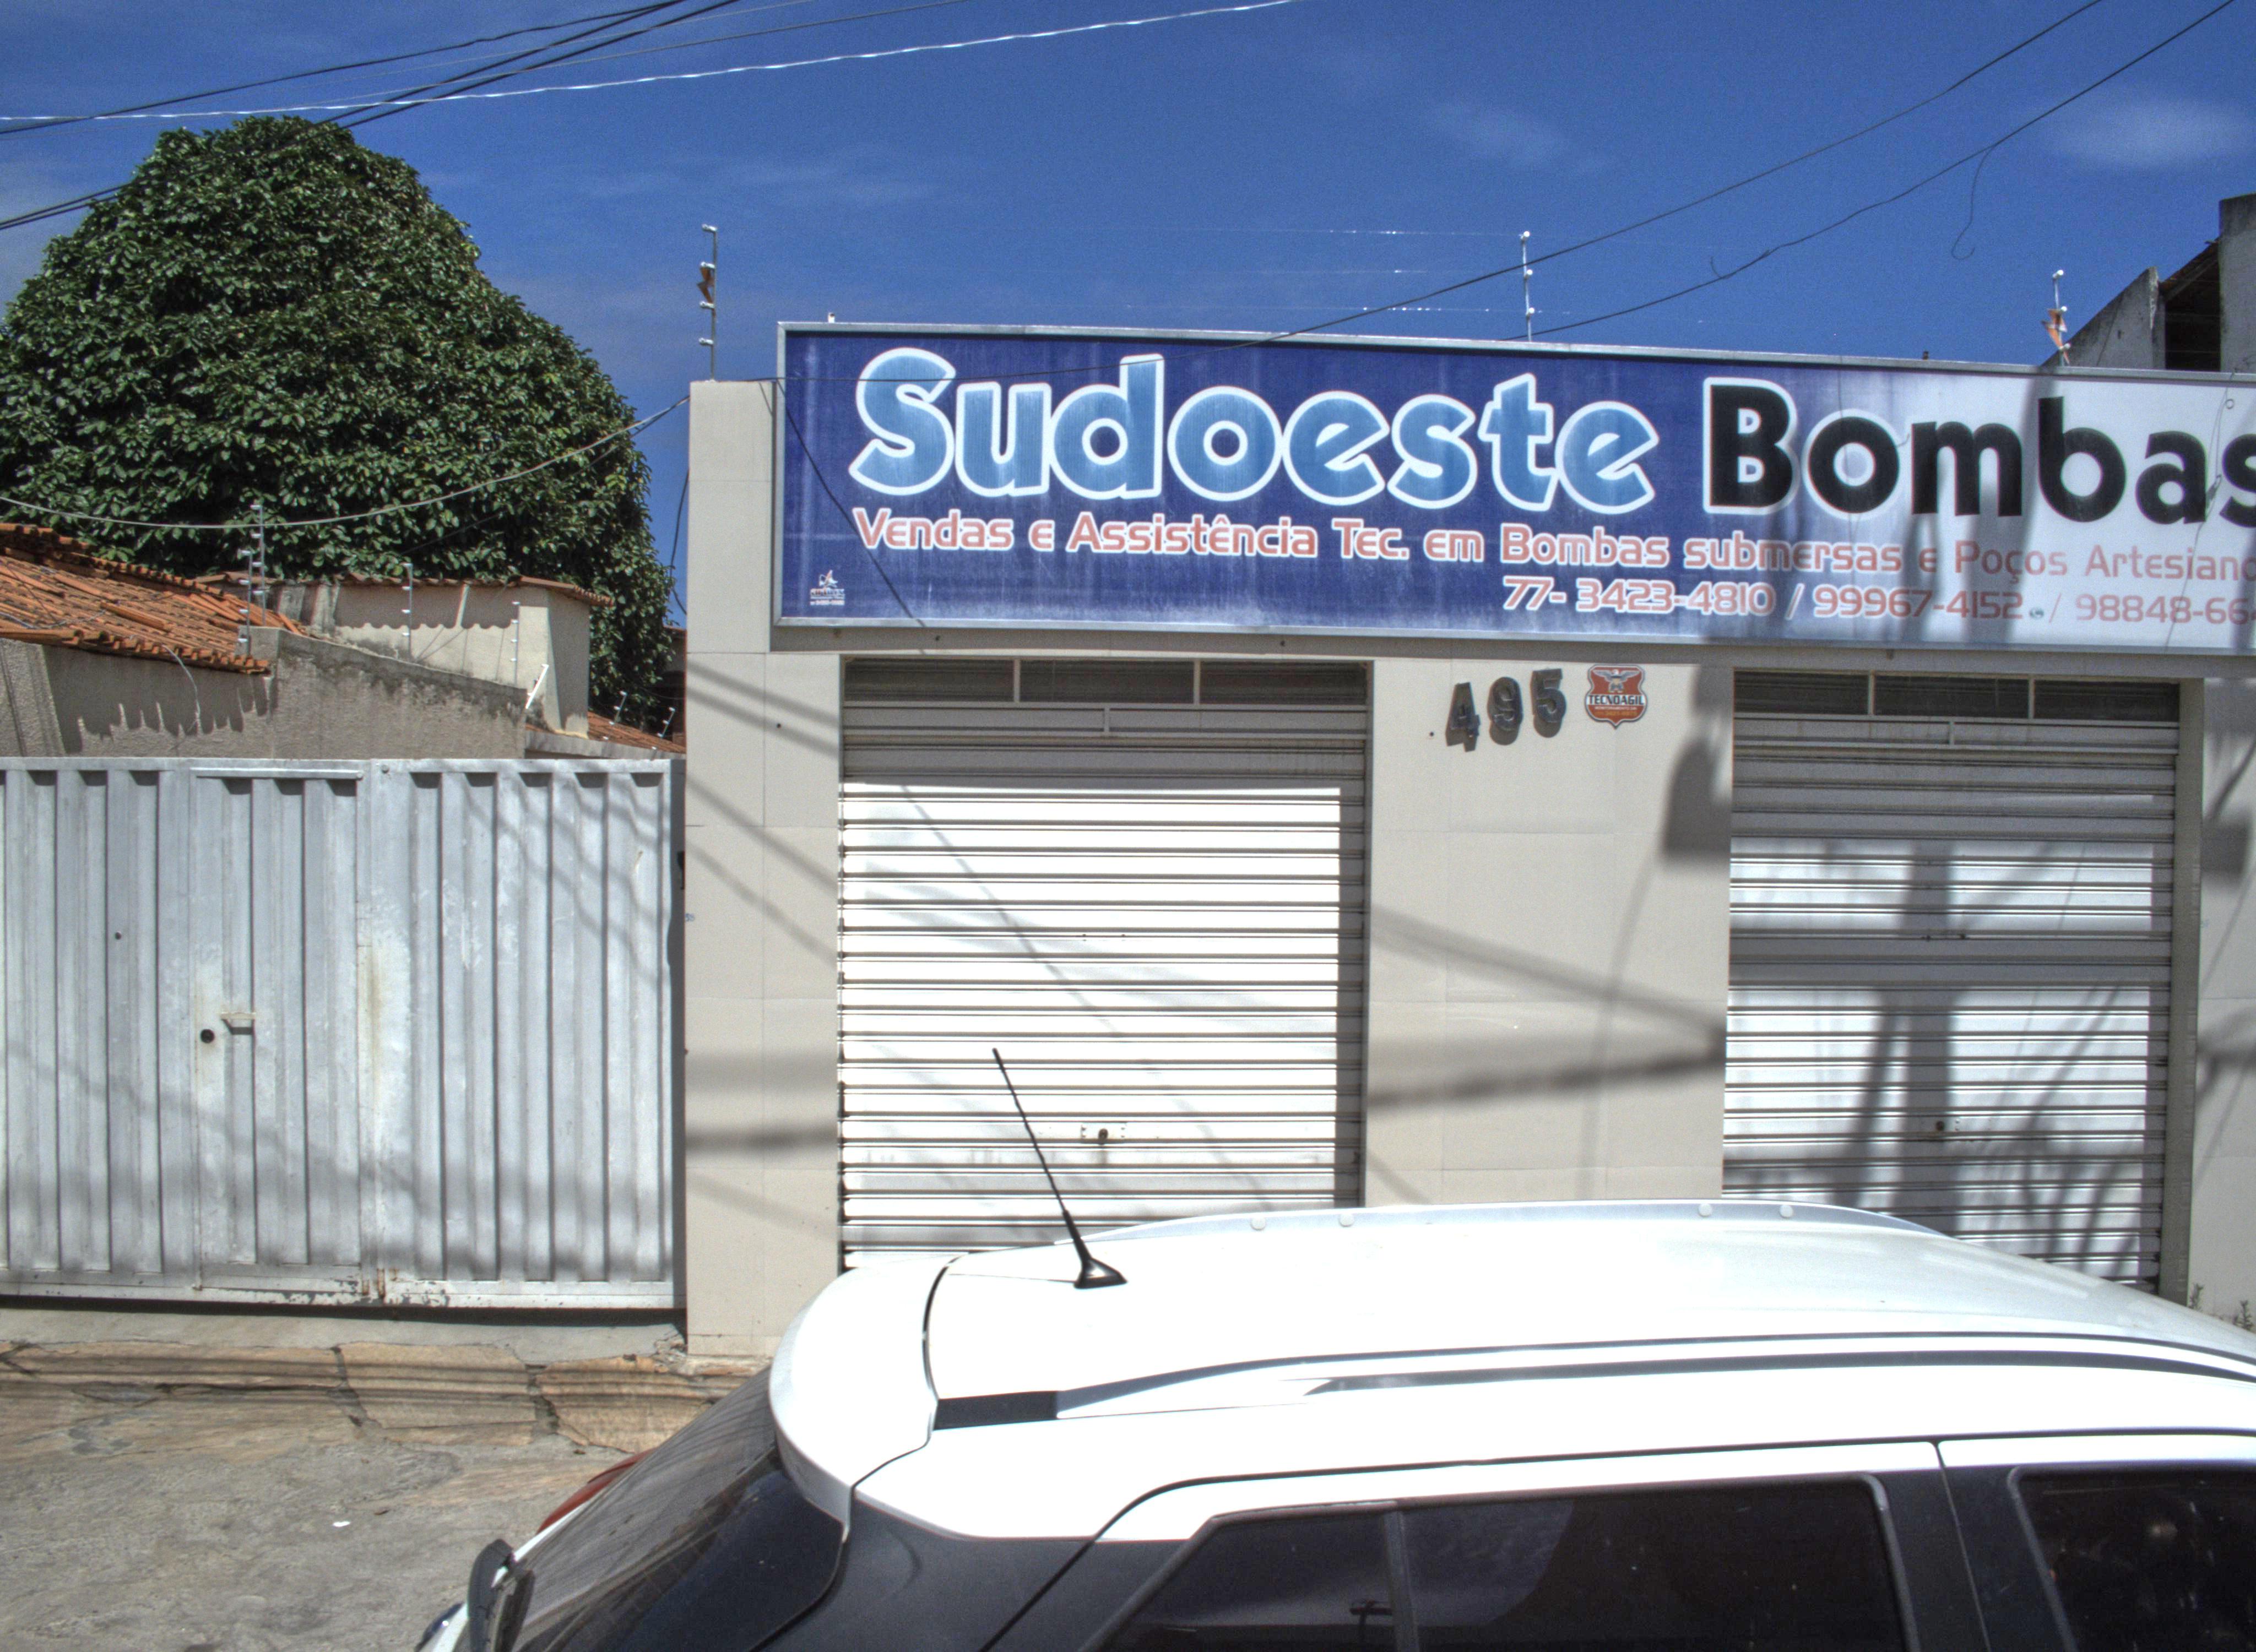 Sudoeste Bombas
Vendas e Assistência Tec. em Bombas submersas e Poços Artesiano
77- 3423-4810 / 99967-4152 / 98848-66
495
TECNOAGIL